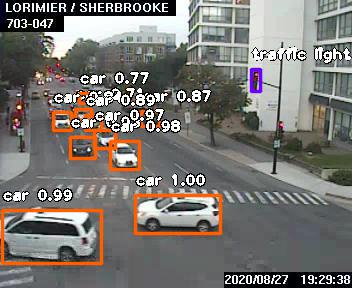 LORIMIER / SHERBROOKE
703-047
traffic light
car 0.77
car 0.87
car 0.89
car 0.97
car 0.98
car 0.99
car 1.00
2020/08/27 19:29:38